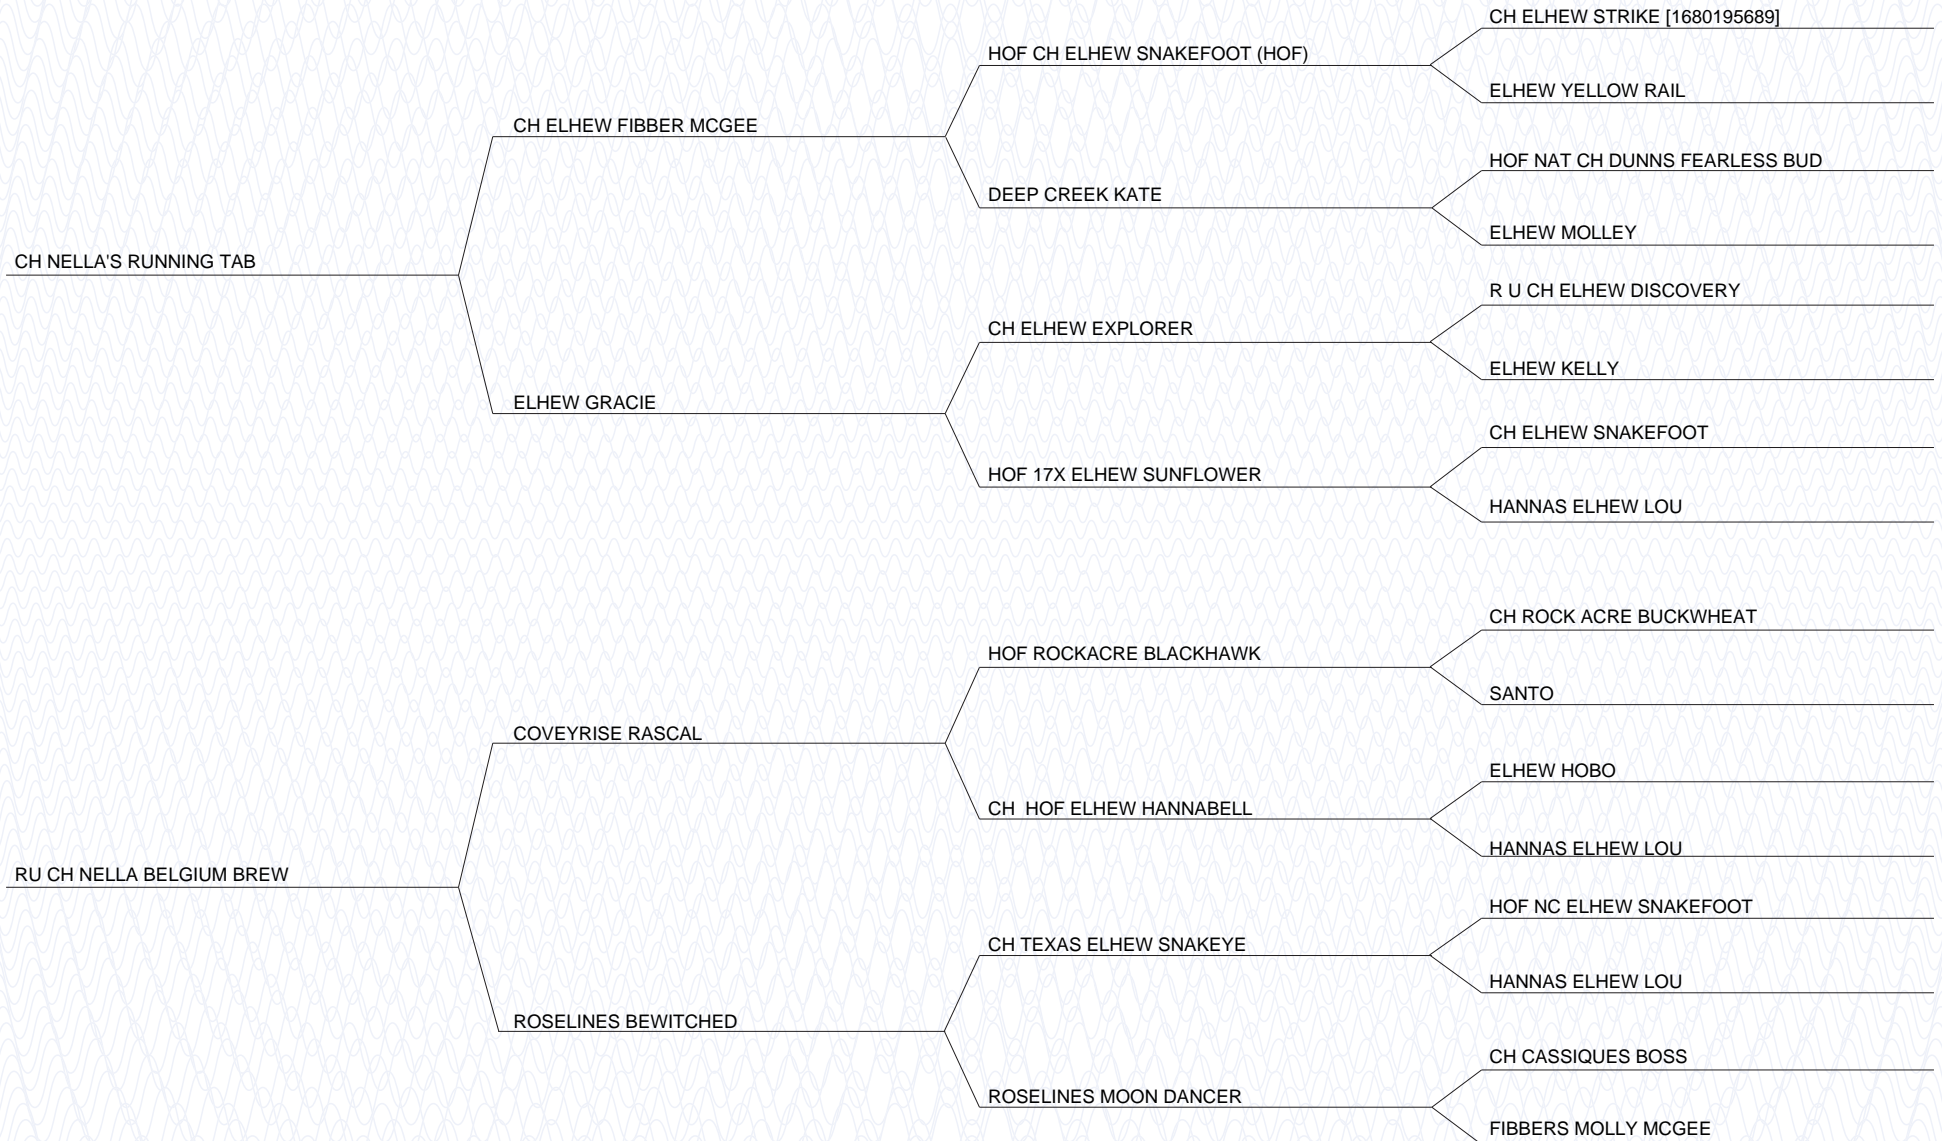 CH ELHEW STRIKE [1680195689]
HOF CH ELHEW SNAKEFOOT (HOF)
ELHEW YELLOW RAIL
CH ELHEW FIBBER MCGEE
HOF NAT CH DUNNS FEARLESS BUD
DEEP CREEK KATE
ELHEW MOLLEY
CH NELLA'S RUNNING TAB
R U CH ELHEW DISCOVERY
CH ELHEW EXPLORER
ELHEW KELLY
ELHEW GRACIE
CH ELHEW SNAKEFOOT
HOF 17X ELHEW SUNFLOWER
HANNAS ELHEW LOU
CH ROCK ACRE BUCKWHEAT
HOF ROCKACRE BLACKHAWK
SANTO
COVEYRISE RASCAL
ELHEW HOBO
CH  HOF ELHEW HANNABELL
HANNAS ELHEW LOU
RU CH NELLA BELGIUM BREW
HOF NC ELHEW SNAKEFOOT
CH TEXAS ELHEW SNAKEYE
HANNAS ELHEW LOU
ROSELINES BEWITCHED
CH CASSIQUES BOSS
ROSELINES MOON DANCER
FIBBERS MOLLY MCGEE